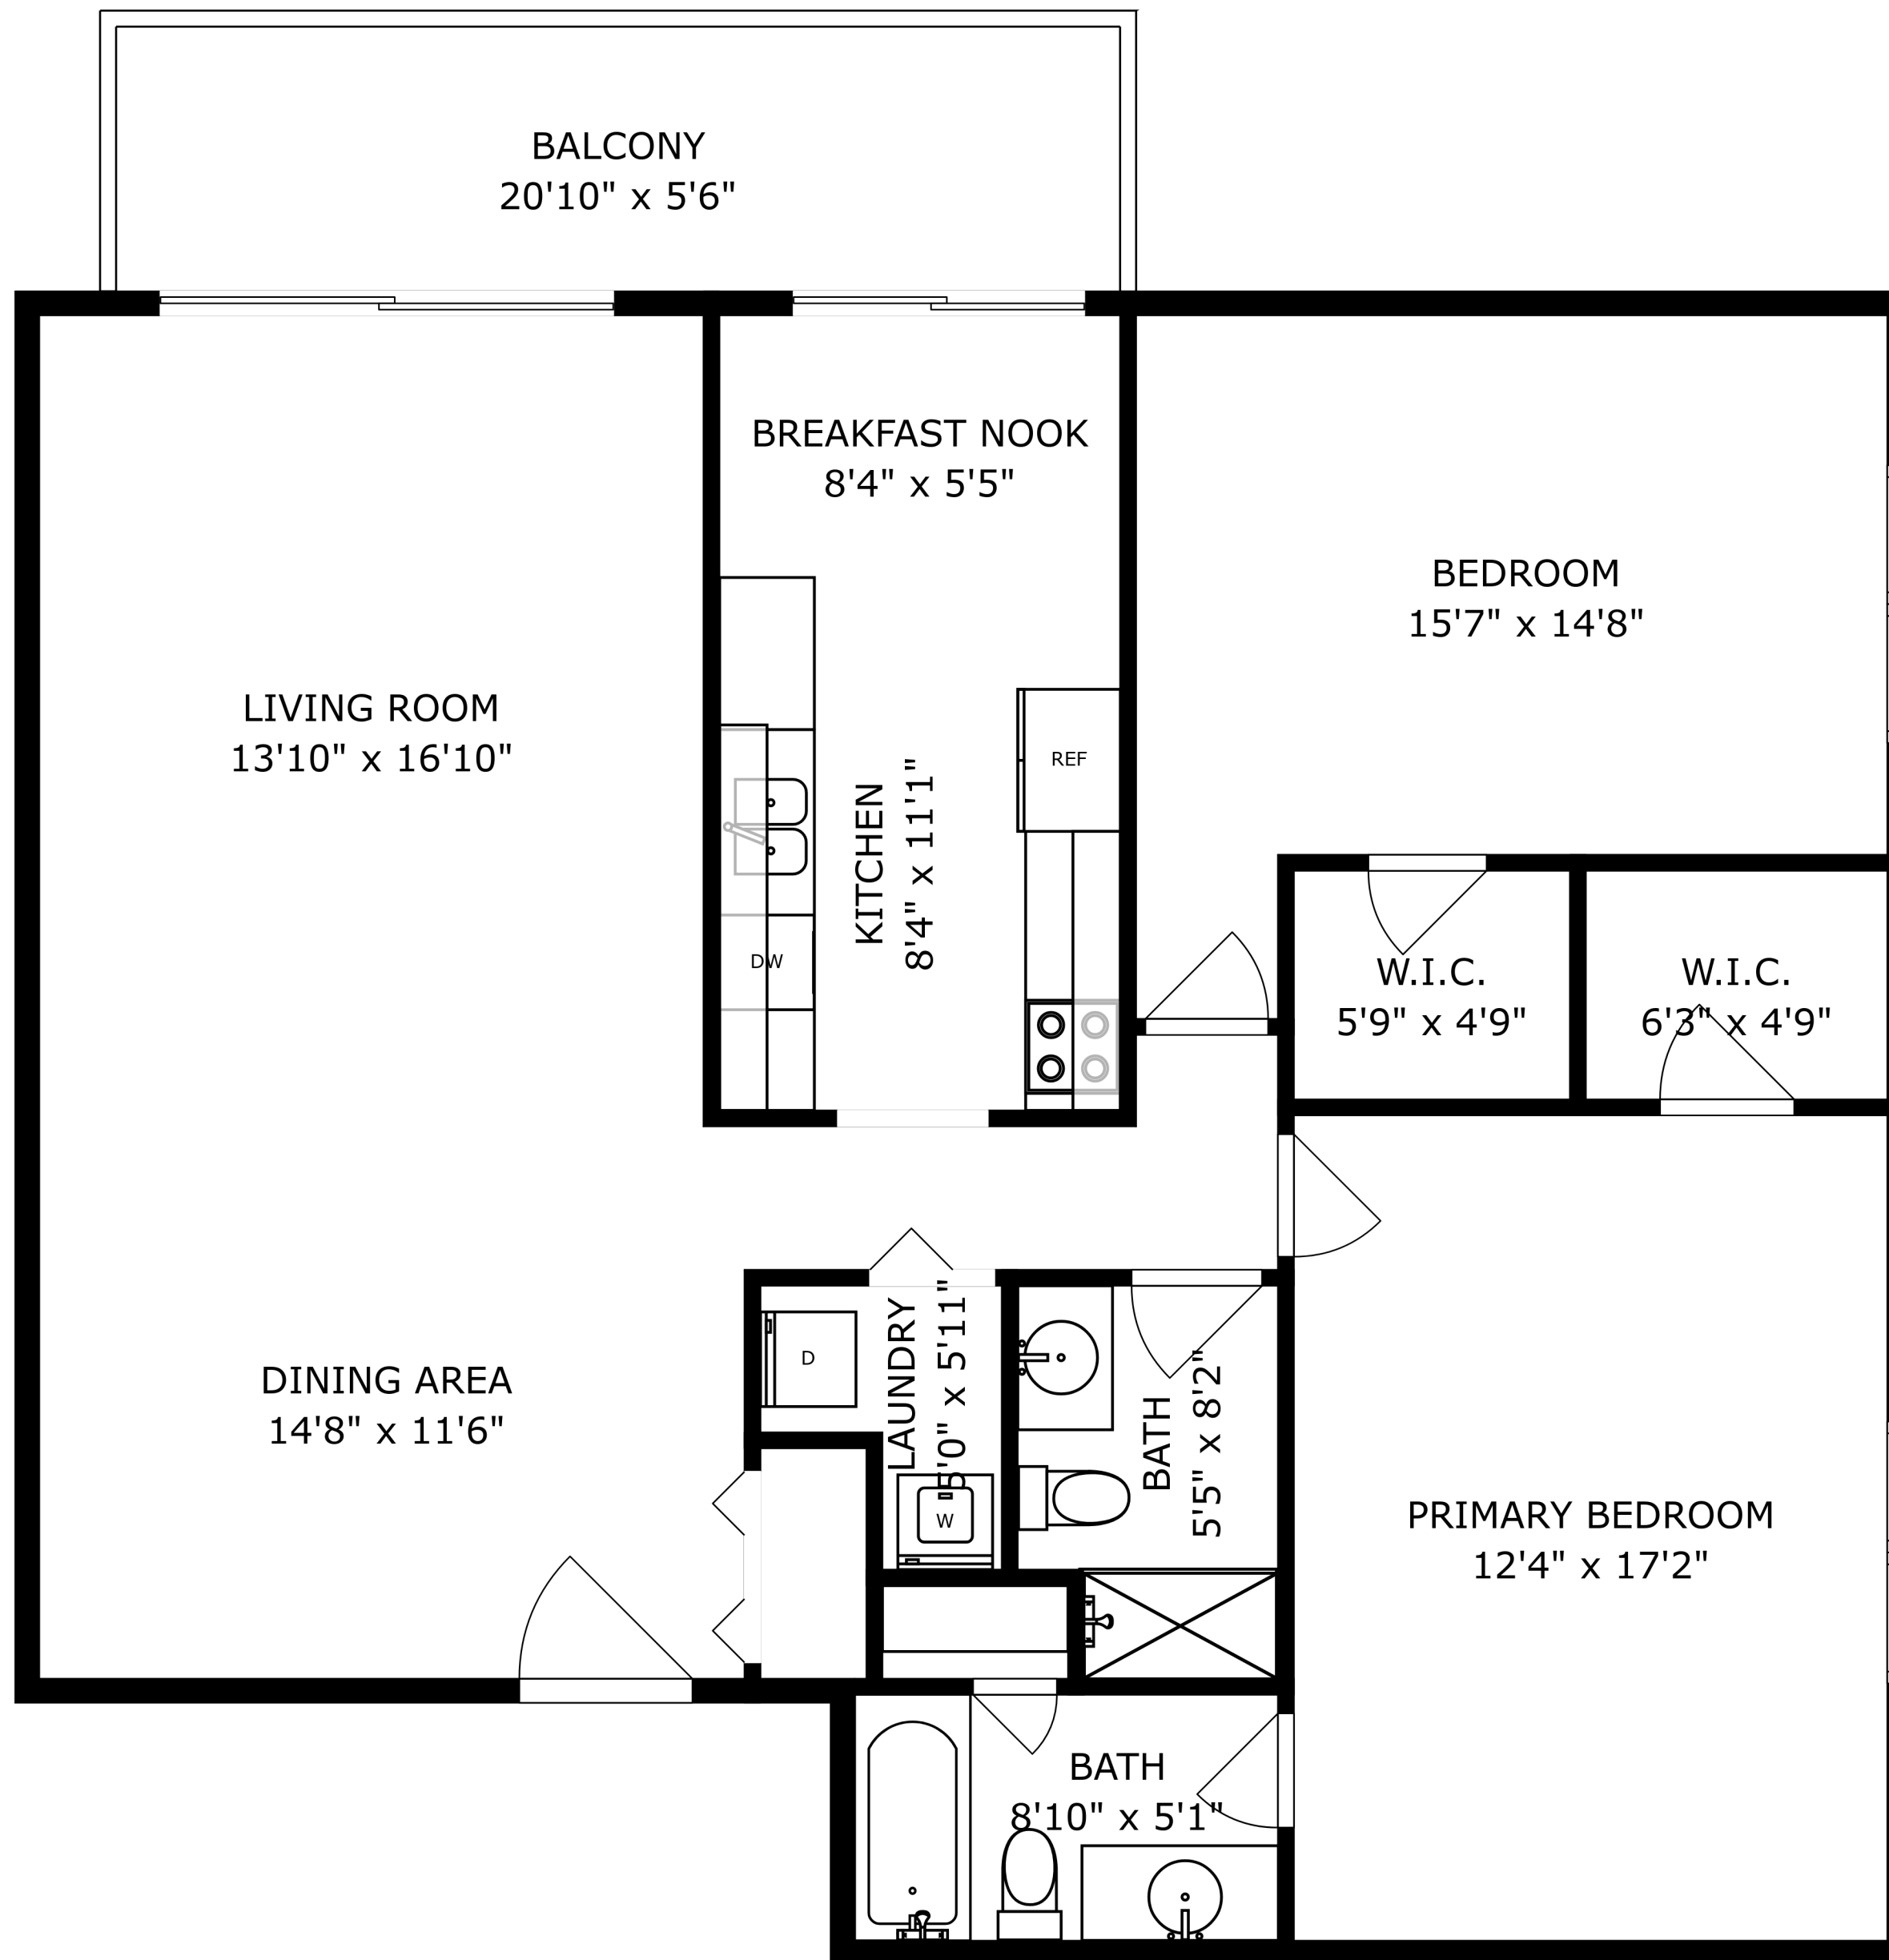 BALCONY
20'10" x 5'6"
BREAKFAST NOOK
8'4" x 5'5"
BEDROOM
15'7" x 14'8"
LIVING ROOM
13'10" x 16'10"
REF
KITCHEN
8'4" x 11'1"
DW
W.I.C.
5'9" x 4'9"
W.I.C.
6'3" x 4'9"
DINING AREA
14'8" x 11'6"
D
LAUNDRY
5'0" x 5'11"
W
BATH
5'5" x 8'2"
PRIMARY BEDROOM
12'4" x 17'2"
BATH
8'10" x 5'1"